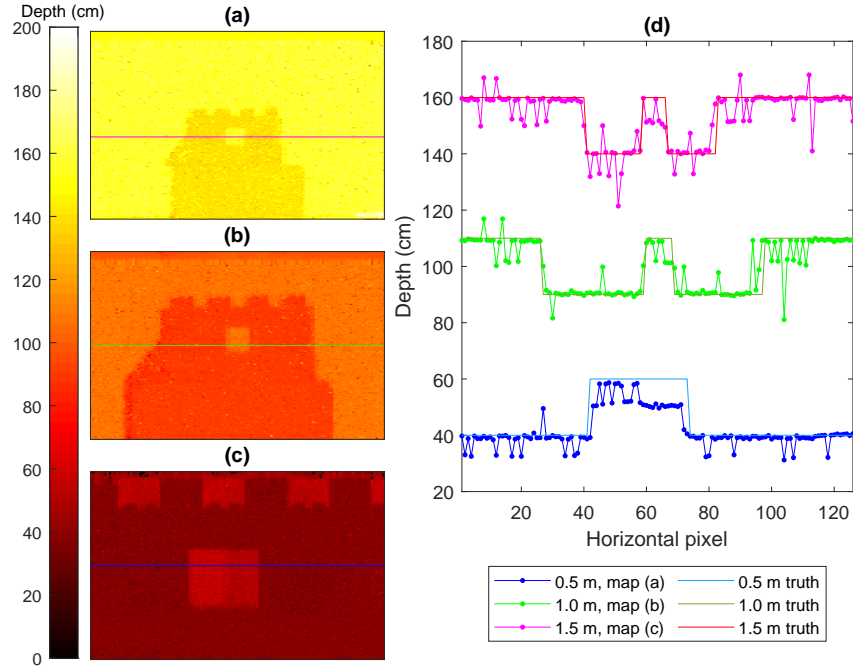 Depth (cm)
200
180
160
140
120
100
80
60
40
20
0
(a)
(b)
(c)
(d)
180
160
140
120
100
80
60
40
20
Depth (cm)
20
40
60
80
100
120
Horizontal pixel
0.5 m, map (a)
0.5 m truth
1.0 m, map (b)
1.0 m truth
1.5 m, map (c)
1.5 m truth